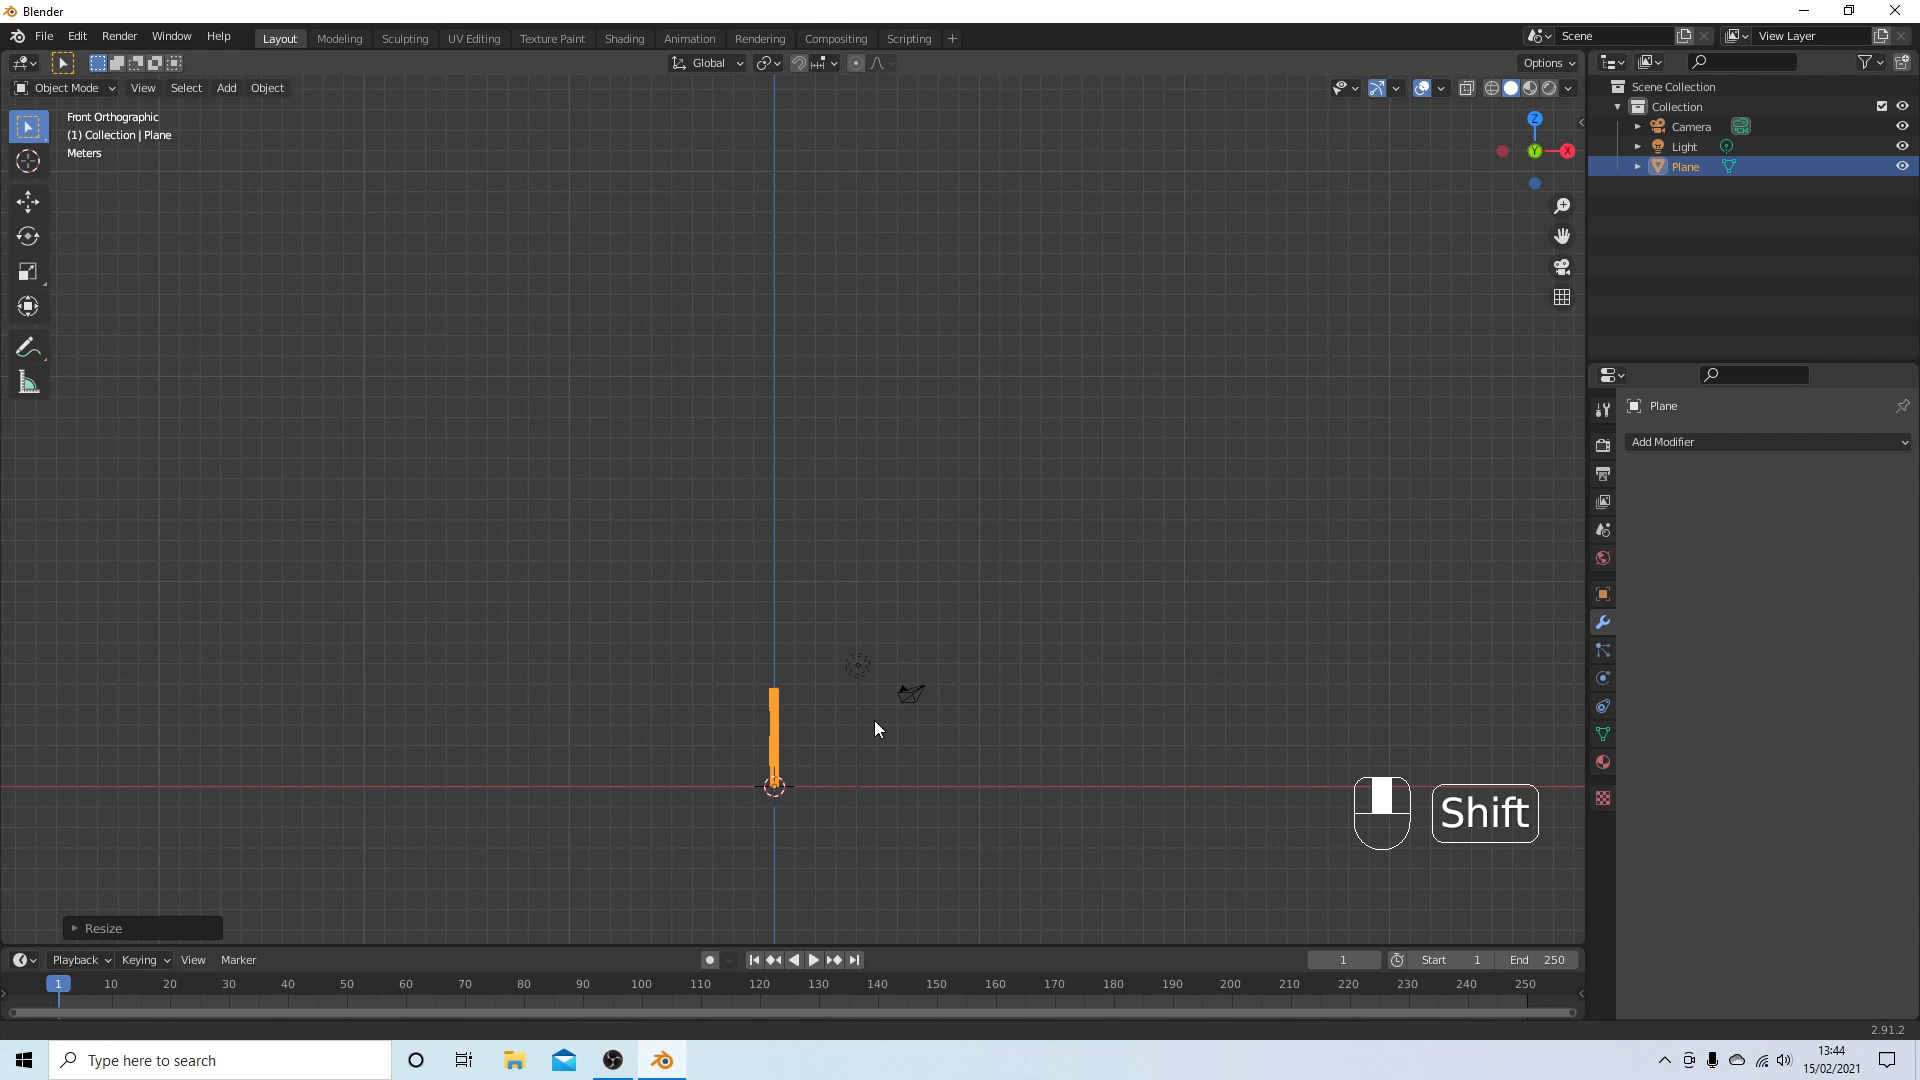 Blender
File Edit Render Window Help
Layout Modeling Sculpting UV Editing Texture Paint Shading Animation Rendering Compositing Scripting
Scene
View Layer
Global
Options
Object Mode View Select Add Object
Front Orthographic
(1) Collection | Plane
Meters
Z
Y
X
Scene Collection
Collection
Camera
Light
Plane
Plane
Add Modifier
Shift
Resize
Playback Keying View Marker
1
Start 1
End 250
1 10 20 30 40 50 60 70 80 90 100 110 120 130 140 150 160 170 180 190 200 210 220 230 240 250
2.91.2
Type here to search
13:44
15/02/2021